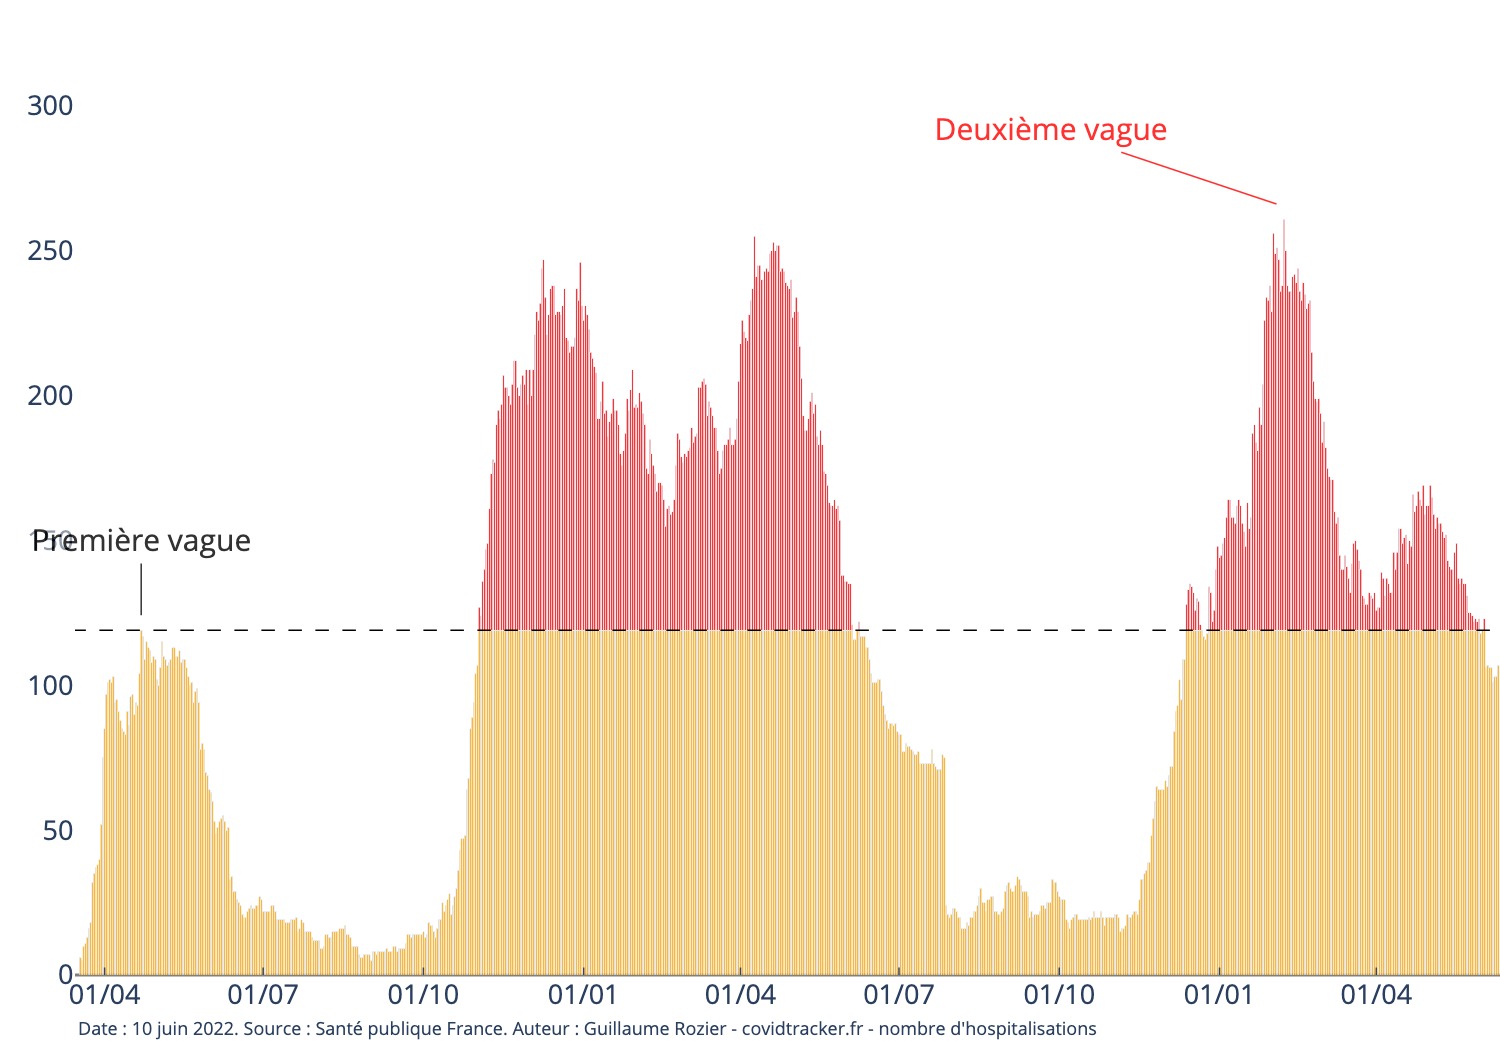 300
Deuxième vague
250
200
150
Première vague
100
50
0
01/04 01/07 01/10 01/01 01/04 01/07 01/10 01/01 01/04
Date : 10 juin 2022. Source : Santé publique France. Auteur : Guillaume Rozier - covidtracker.fr - nombre d'hospitalisations